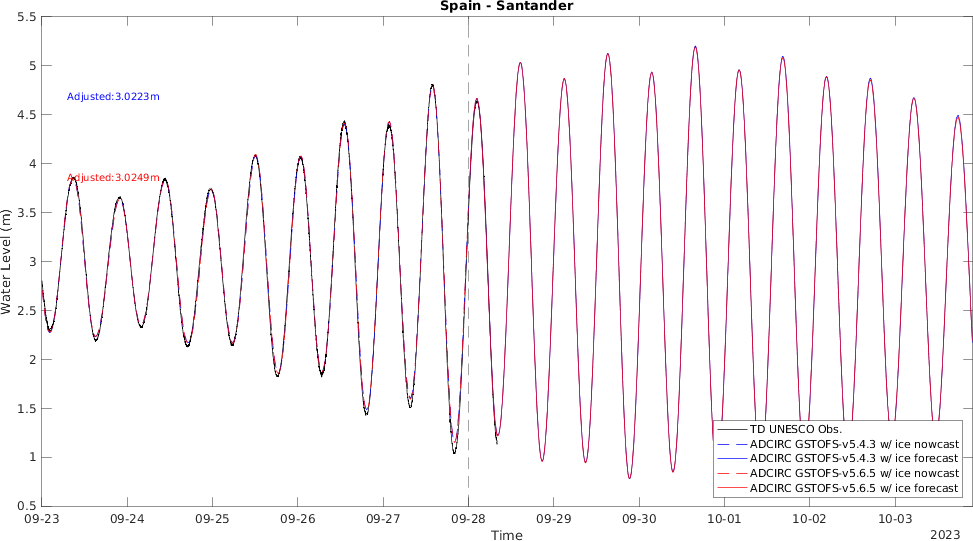 Spain - Santander
5.5
5
4.5
4
3.5
3
2.5
2
1.5
1
0.5
Water Level (m)
Adjusted:3.0223m
Adjusted:3.0249m
TD UNESCO Obs.
ADCIRC GSTOFS-v5.4.3 w/ ice nowcast
ADCIRC GSTOFS-v5.4.3 w/ ice forecast
ADCIRC GSTOFS-v5.6.5 w/ ice nowcast
ADCIRC GSTOFS-v5.6.5 w/ ice forecast
09-23 09-24 09-25 09-26 09-27 09-28 09-29 09-30 10-01 10-02 10-03
Time
2023